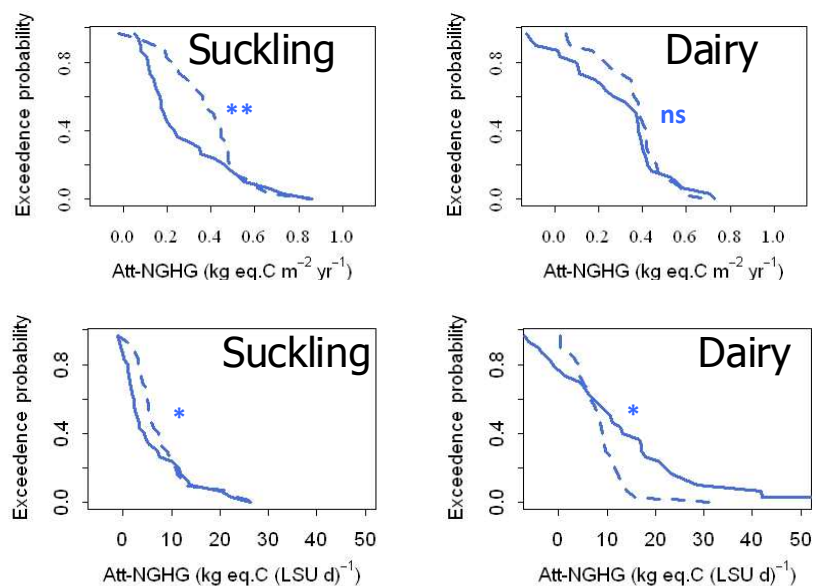 Suckling
Exceedence probability
0.0 0.4 0.8
**
0.0 0.2 0.4 0.6 0.8 1.0
Att-NGHG (kg eq.C m⁻² yr⁻¹)
Dairy
Exceedence probability
0.0 0.4 0.8
ns
0.0 0.2 0.4 0.6 0.8 1.0
Att-NGHG (kg eq.C m⁻² yr⁻¹)
Suckling
Exceedence probability
0.0 0.4 0.8
*
0 10 20 30 40 50
Att-NGHG (kg eq.C (LSU d)⁻¹
Dairy
Exceedence probability
0.0 0.4 0.8
*
0 10 20 30 40 50
Att-NGHG (kg eq.C (LSU d)⁻¹